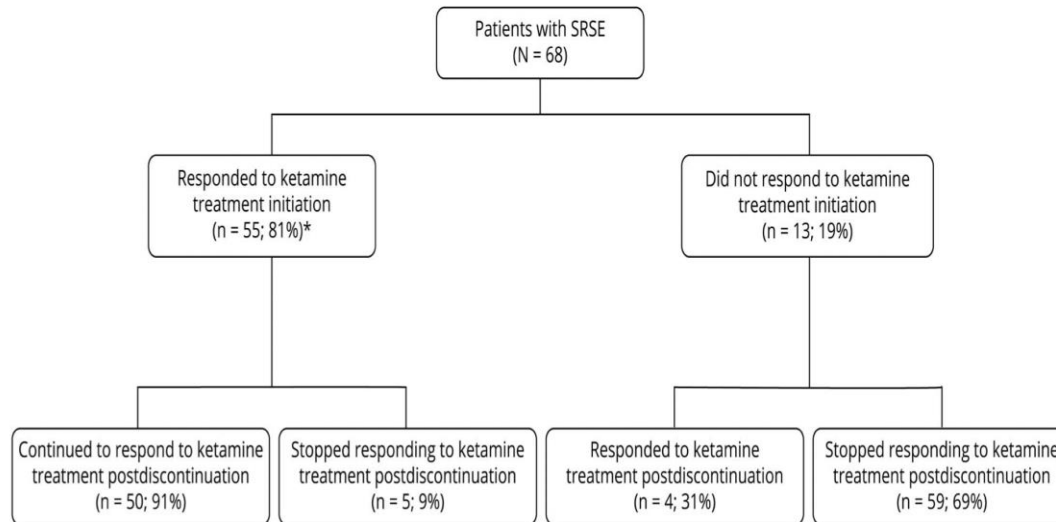 Patients with SRSE
(N = 68)
Responded to ketamine
treatment initiation
(n = 55; 81%)*
Did not respond to ketamine
treatment initiation
(n = 13; 19%)
Continued to respond to ketamine
treatment postdiscontinuation
(n = 50; 91%)
Stopped responding to ketamine
treatment postdiscontinuation
(n = 5; 9%)
Responded to ketamine
treatment postdiscontinuation
(n = 4; 31%)
Stopped responding to ketamine
treatment postdiscontinuation
(n = 59; 69%)